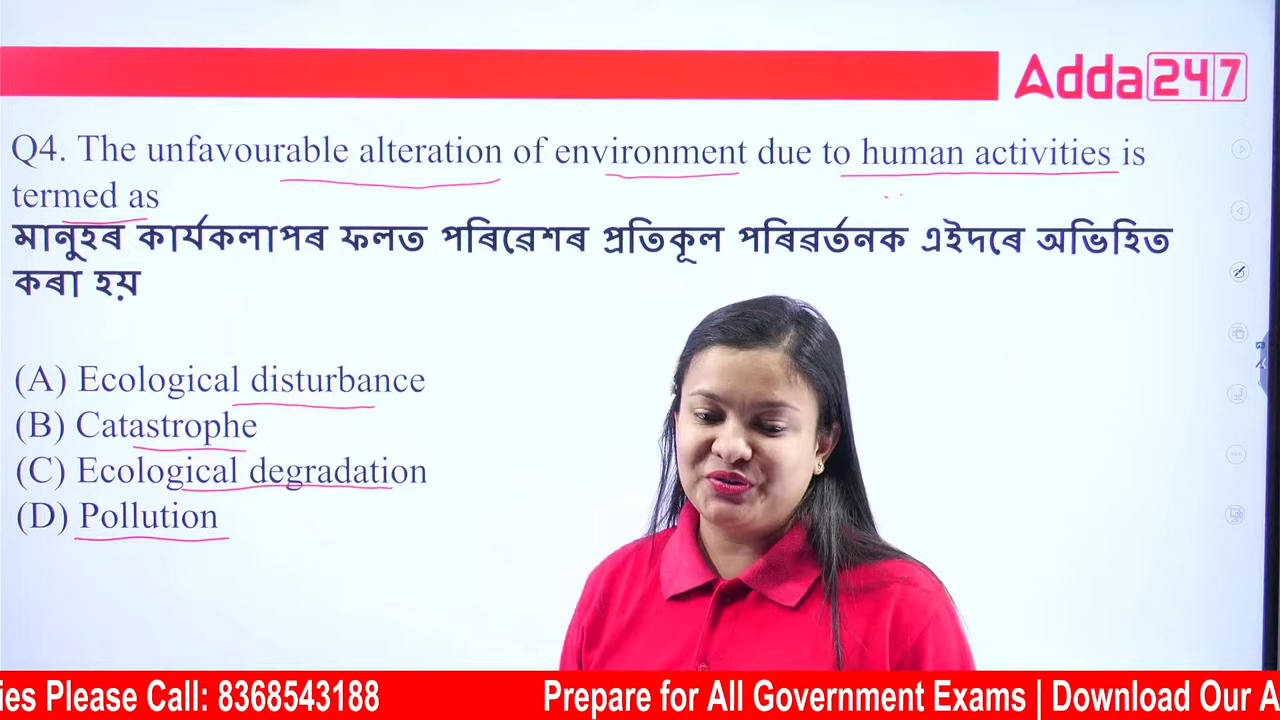 Adda247
Q4. The unfavourable alteration of environment due to human activities is
termed as
মানুহৰ কাৰ্যকলাপৰ ফলত পৰিৱেশৰ প্ৰতিকূল পৰিৱৰ্তনক এইদৰে অভিহিত
কৰা হয়
(A) Ecological disturbance
(B) Catastrophe
(C) Ecological degradation
(D) Pollution
ies Please Call: 8368543188 Prepare for All Government Exams | Download Our A